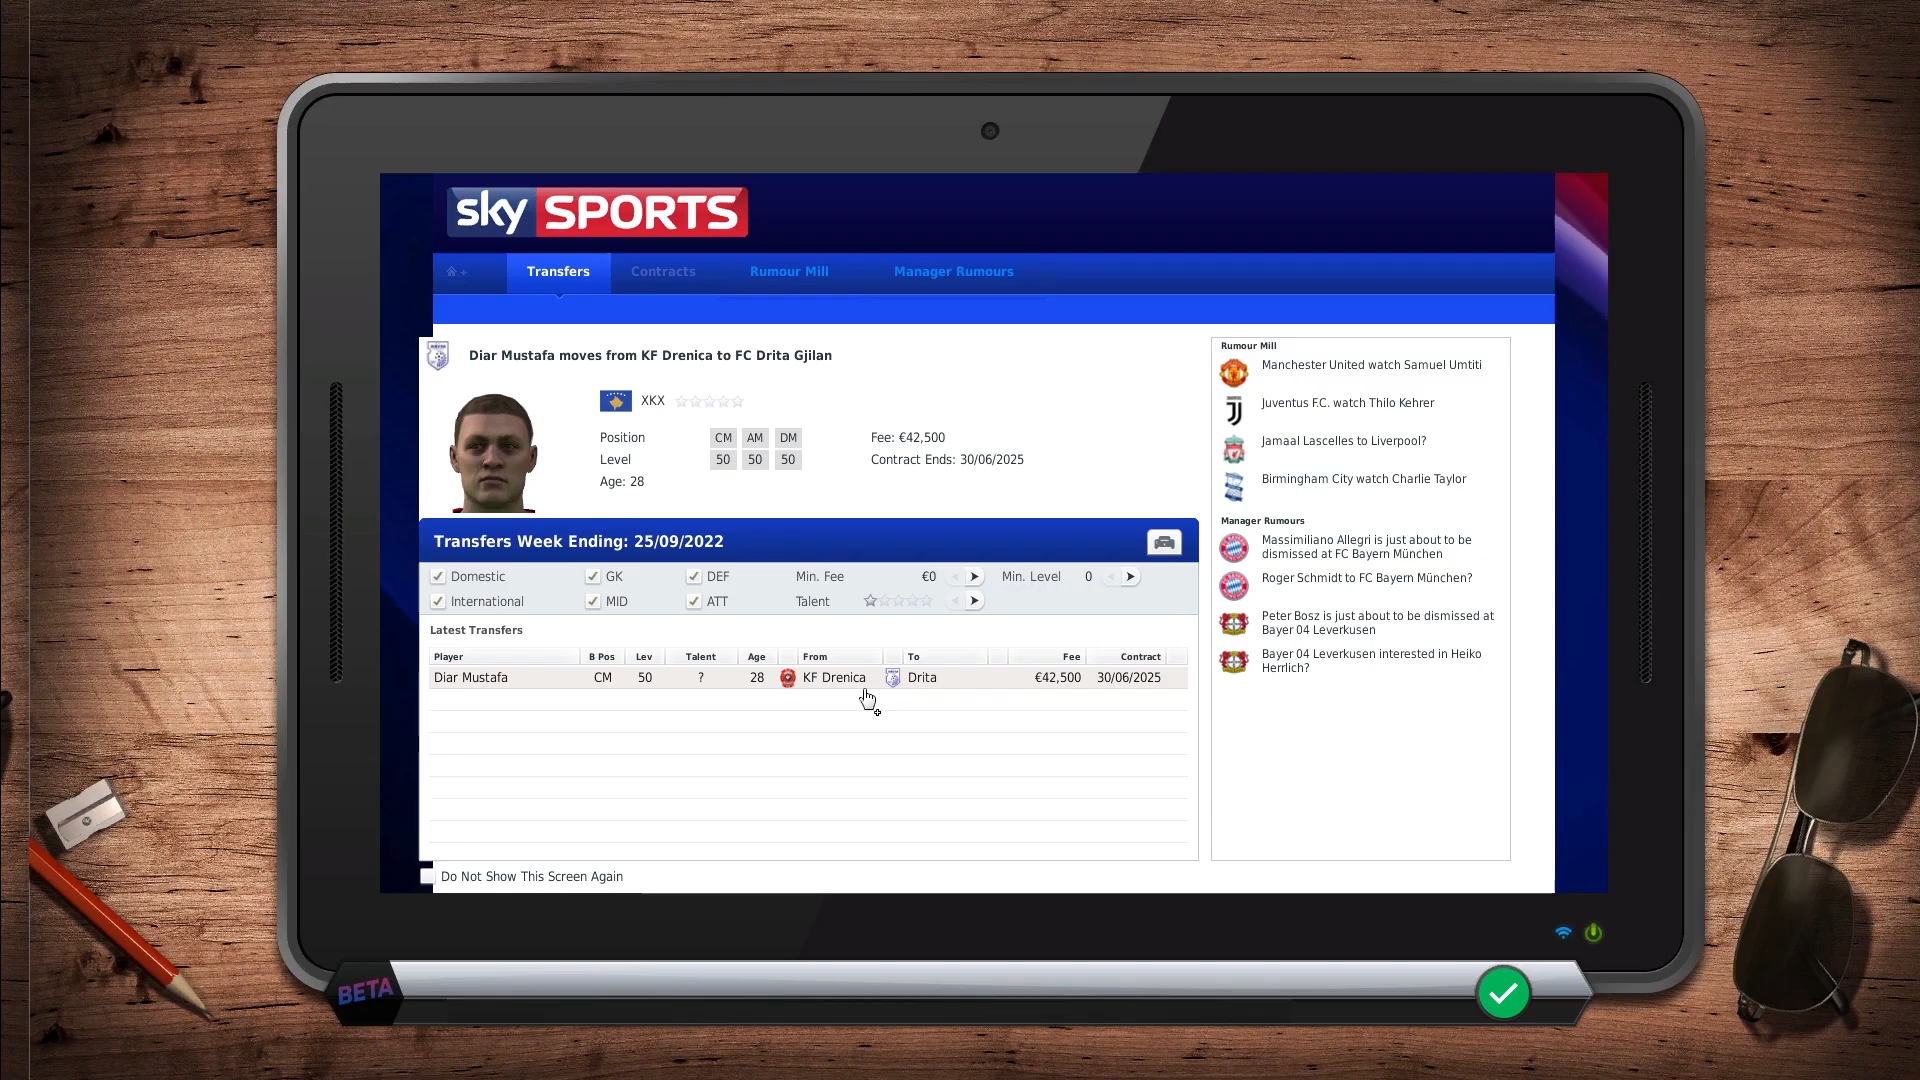 sky SPORTS
Transfers Contracts Rumour Mill Manager Rumours
Diar Mustafa moves from KF Drenica to FC Drita Gjilan
XKX
Position CM AM DM Fee: €42,500
Level 50 50 50 Contract Ends: 30/06/2025
Age: 28
Transfers Week Ending: 25/09/2022
Domestic GK DEF Min. Fee €0 Min. Level 0
International MID ATT Talent
Latest Transfers
Player B Pos Lev Talent Age From To Fee Contract
Diar Mustafa CM 50 ? 28 KF Drenica Drita €42,500 30/06/2025
Do Not Show This Screen Again
Rumour Mill
Manchester United watch Samuel Umtiti
Juventus F.C. watch Thilo Kehrer
Jamaal Lascelles to Liverpool?
Birmingham City watch Charlie Taylor
Manager Rumours
Massimiliano Allegri is just about to be
dismissed at FC Bayern München
Roger Schmidt to FC Bayern München?
Peter Bosz is just about to be dismissed at
Bayer 04 Leverkusen
Bayer 04 Leverkusen interested in Heiko
Herrlich?
BETA